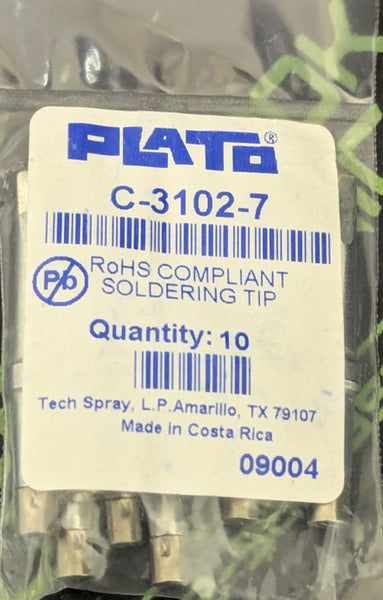 PLATO®
C-3102-7
Pb
RoHS COMPLIANT
SOLDERING TIP
Quantity: 10
Tech Spray, L.P. Amarillo, TX 79107
Made in Costa Rica
09004